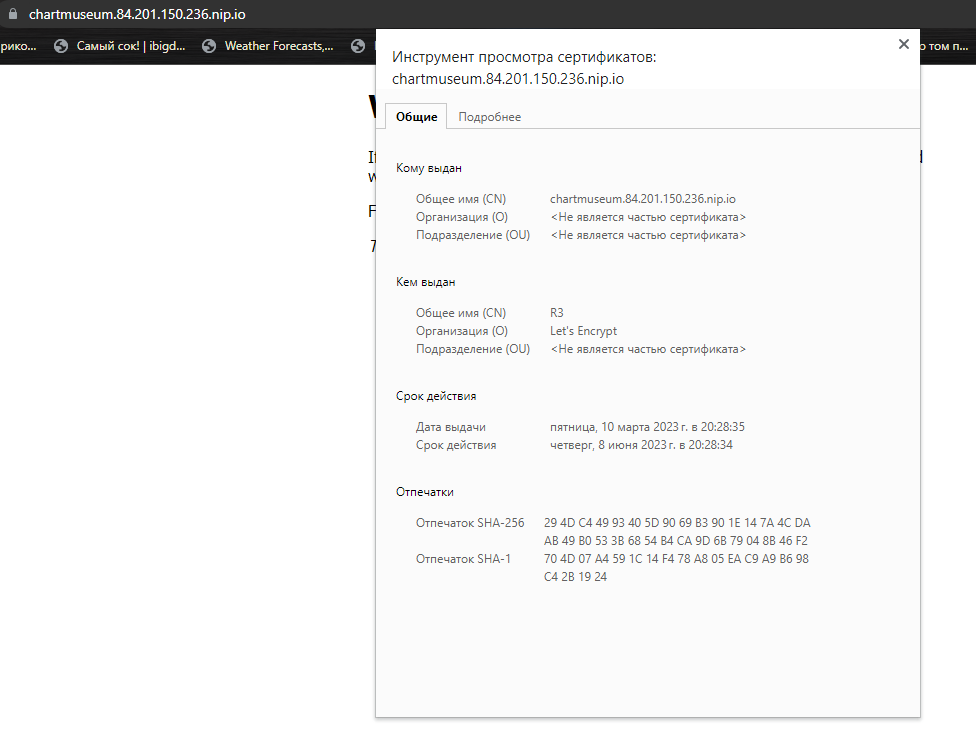 chartmuseum.84.201.150.236.nip.io
рико... Самый сок! | ibigd... Weather Forecasts,... о том п...
Инструмент просмотра сертификатов:
chartmuseum.84.201.150.236.nip.io
Общие Подробнее
Кому выдан
Общее имя (CN) chartmuseum.84.201.150.236.nip.io
Организация (O) <Не является частью сертификата>
Подразделение (OU) <Не является частью сертификата>
Кем выдан
Общее имя (CN) R3
Организация (O) Let's Encrypt
Подразделение (OU) <Не является частью сертификата>
Срок действия
Дата выдачи пятница, 10 марта 2023 г. в 20:28:35
Срок действия четверг, 8 июня 2023 г. в 20:28:34
Отпечатки
Отпечаток SHA-256 29 4D C4 49 93 40 5D 90 69 B3 90 1E 14 7A 4C DA
AB 49 B0 53 3B 68 54 B4 CA 9D 6B 79 04 8B 46 F2
Отпечаток SHA-1 70 4D 07 A4 59 1C 14 F4 78 A8 05 EA C9 A9 B6 98
C4 2B 19 24